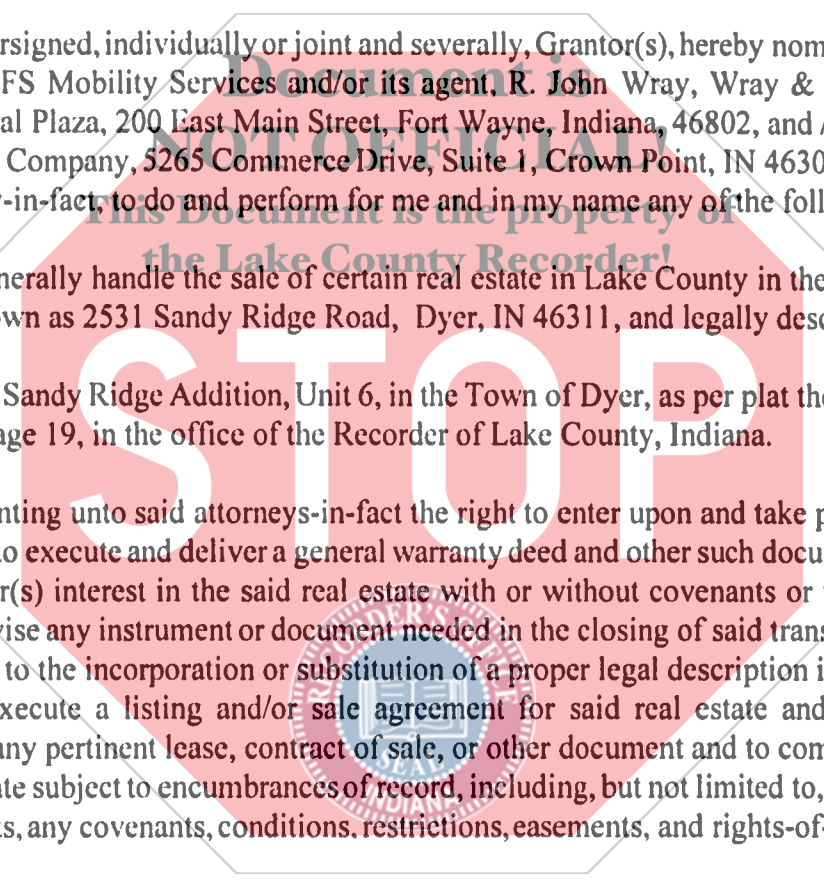 rsigned, individually or joint and severally, Grantor(s), hereby nom
Document is
FS Mobility Services and/or its agent, R. John Wray, Wray &
al Plaza, 200 East Main Street, Fort Wayne, Indiana, 46802, and
NOT OFFICIAL
Company, 5265 Commerce Drive, Suite 1, Crown Point, IN 4630
-in-fact, to do and perform for me and in my name any of the foll
This Document is the property of
the Lake County Recorder!
nerally handle the sale of certain real estate in Lake County in the
wn as 2531 Sandy Ridge Road, Dyer, IN 46311, and legally desc
STOP
Sandy Ridge Addition, Unit 6, in the Town of Dyer, as per plat the
age 19, in the office of the Recorder of Lake County, Indiana.
nting unto said attorneys-in-fact the right to enter upon and take p
to execute and deliver a general warranty deed and other such docu
r(s) interest in the said real estate with or without covenants or
vise any instrument or document needed in the closing of said trans
to the incorporation or substitution of a proper legal description i
xecute a listing and/or sale agreement for said real estate and
any pertinent lease, contract of sale, or other document and to com
te subject to encumbrances of record, including, but not limited to,
s, any covenants, conditions, restrictions, easements, and rights-of-
SEAL
INDIANA